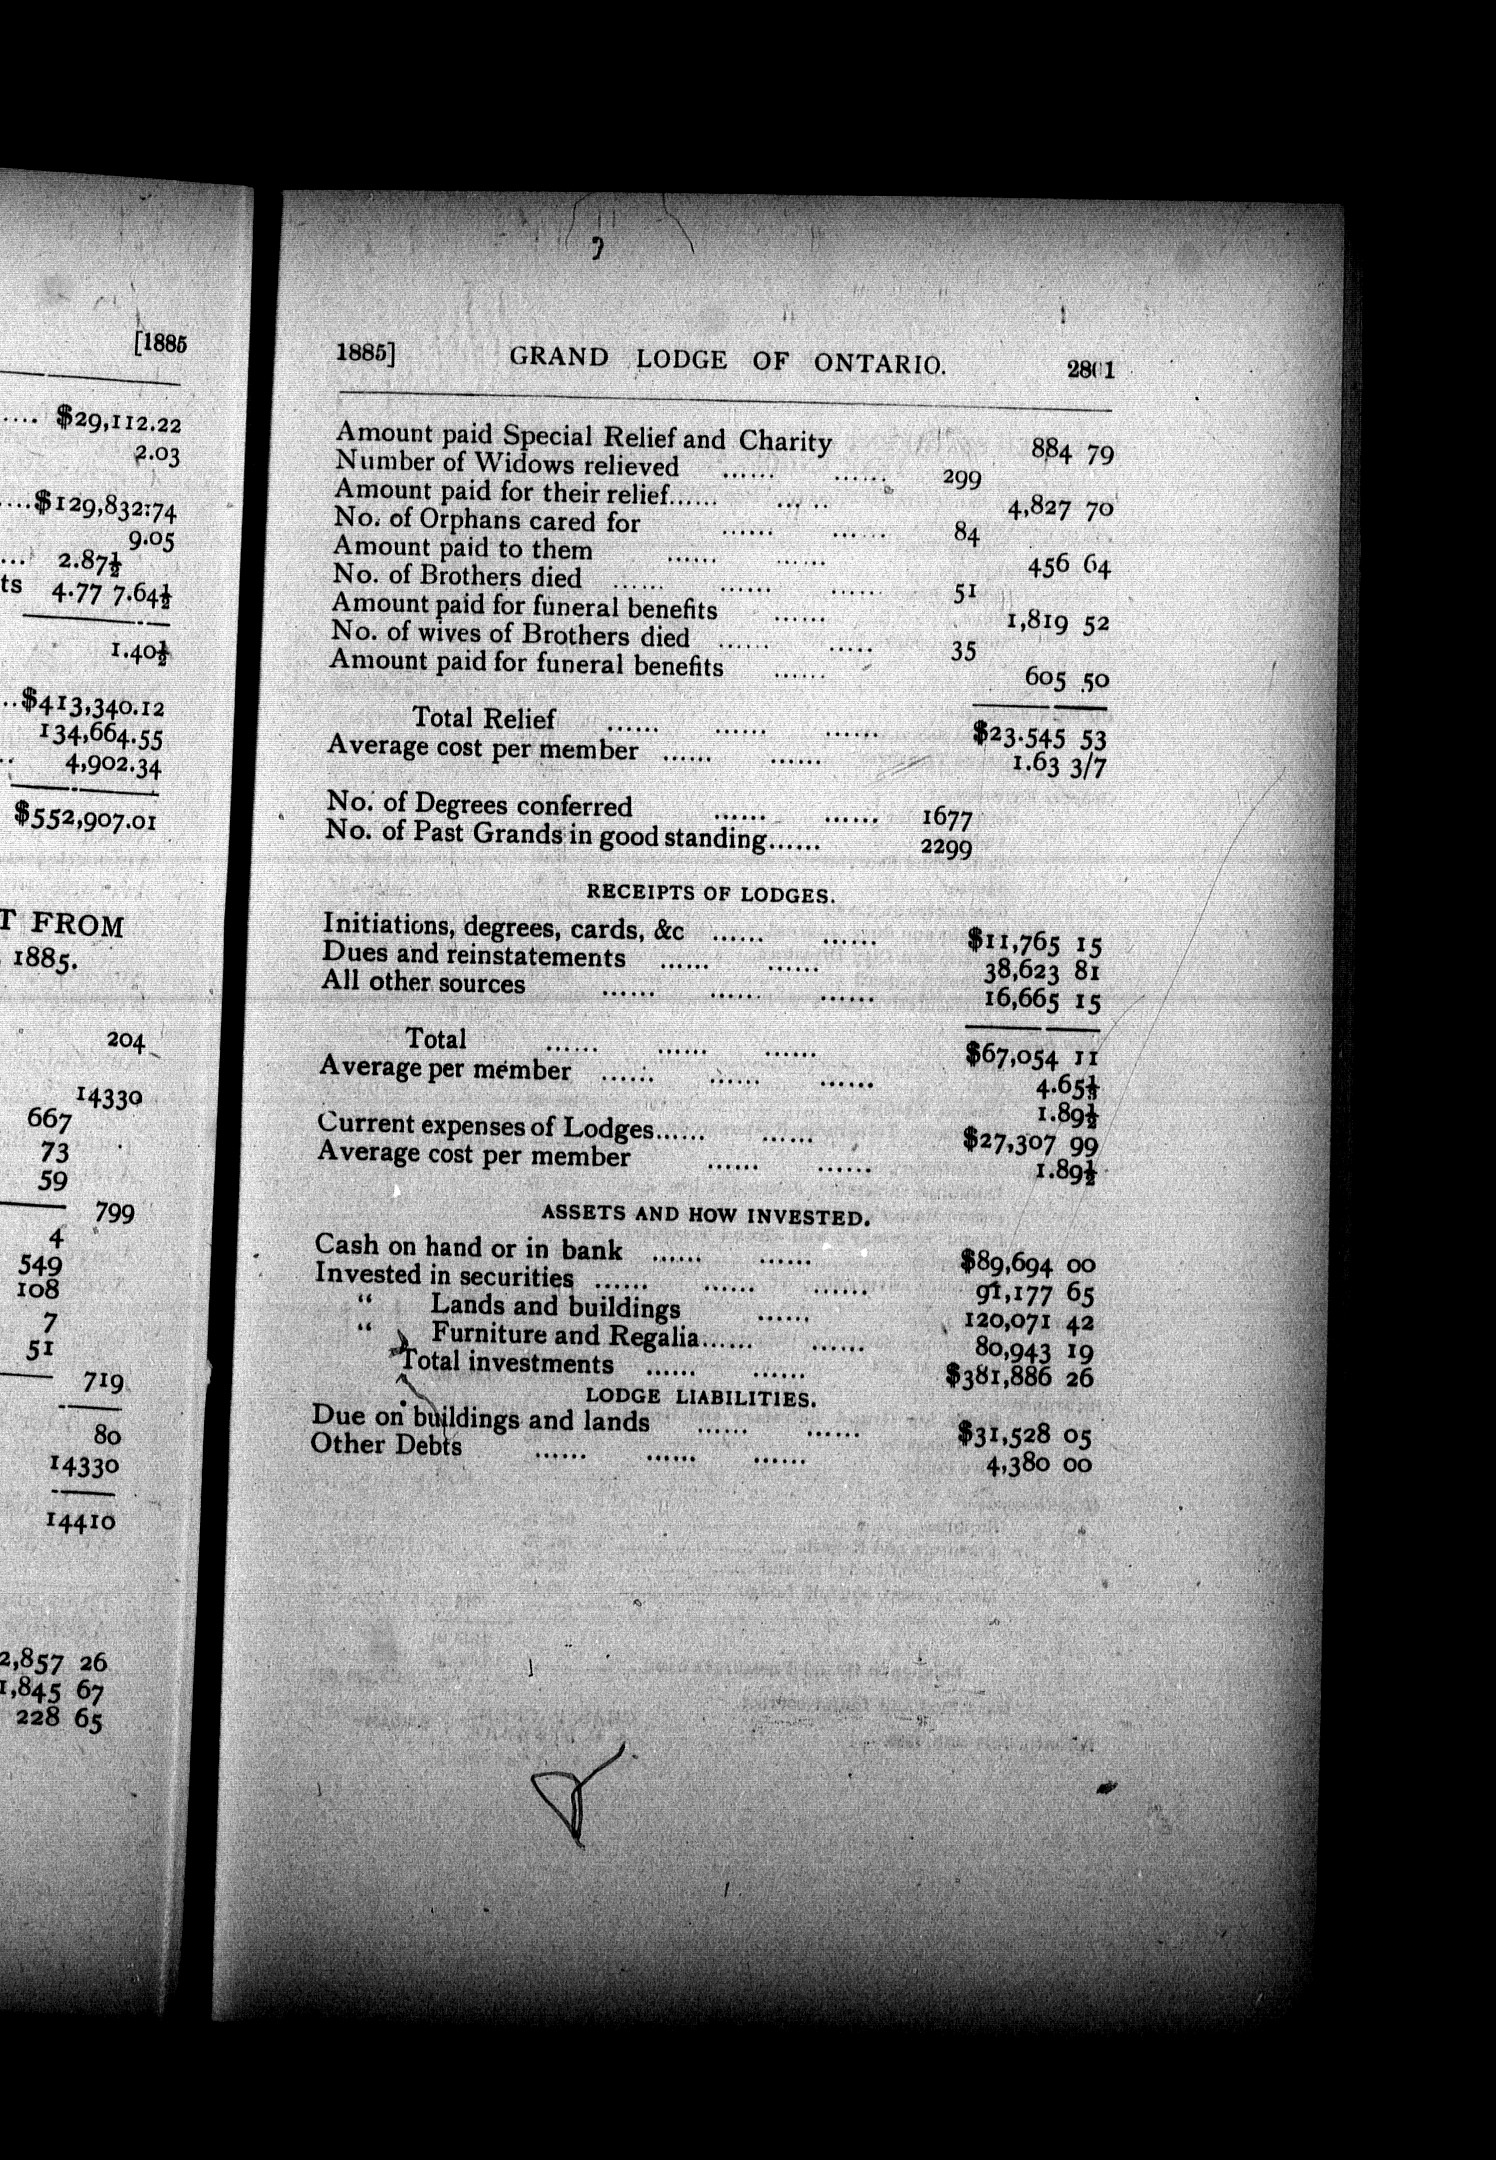 [1885
.... $29,112.22
2.03
....$129,832:74
9.05
... 2.87½
ts 4.77 7.64½
1.40½
..$413,340.12
134,664.55
4,902.34
$552,907.01
T FROM
1885.
204
14330
667
73
59
799
4
549
108
7
51
719
80
14330
14410
2,857 26
1,845 67
228 65
1885] GRAND LODGE OF ONTARIO.
Amount paid Special Relief and Charity 884 79
Number of Widows relieved ...... ...... 299
Amount paid for their relief...... ...... 4,827 70
No. of Orphans cared for ...... ...... 84
Amount paid to them ...... ...... 456 64
No. of Brothers died ...... ...... ...... 51
Amount paid for funeral benefits ...... 1,819 52
No. of wives of Brothers died ...... ..... 35
Amount paid for funeral benefits ...... 605 50
Total Relief ...... ...... ...... $23.545 53
Average cost per member ...... ...... 1.63 3/7
No. of Degrees conferred ...... ...... 1677
No. of Past Grands in good standing...... 2299
RECEIPTS OF LODGES.
Initiations, degrees, cards, &c ...... ...... $11,765 15
Dues and reinstatements ...... ...... 38,623 81
All other sources ...... ...... ...... 16,665 15
Total ...... ...... ...... $67,054 11
Average per member ...... ...... ...... 4.65⅓
1.89½
Current expenses of Lodges...... ...... $27,307 99
Average cost per member ...... ...... 1.89½
ASSETS AND HOW INVESTED.
Cash on hand or in bank ...... ...... $89,694 00
Invested in securities ...... ...... ...... 91,177 65
“ Lands and buildings ...... 120,071 42
“ Furniture and Regalia...... ...... 80,943 19
Total investments ...... ...... $381,886 26
LODGE LIABILITIES.
Due on buildings and lands ...... ...... $31,528 05
Other Debts ...... ...... ...... 4,380 00